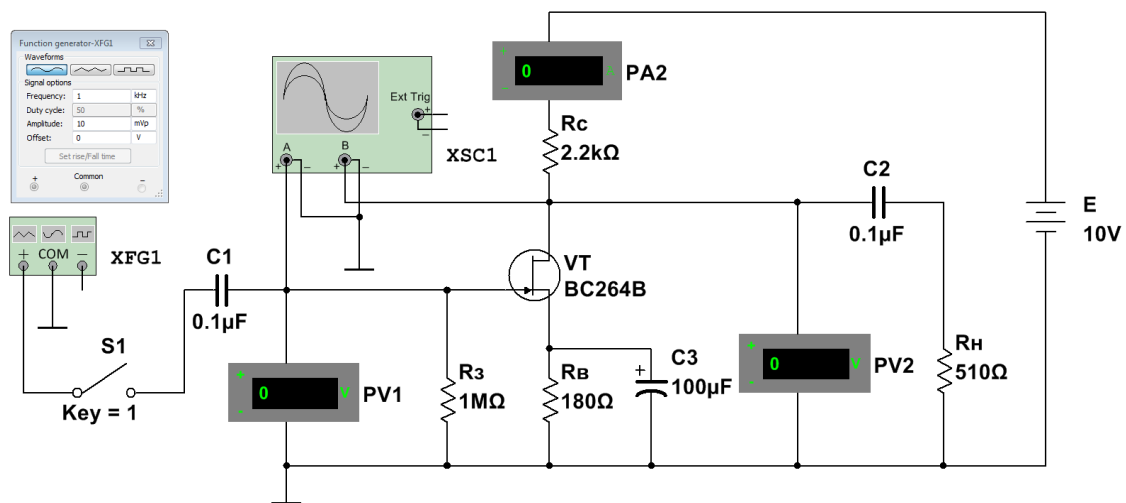 Function generator-XFG1
Waveforms
Signal options
Frequency: 1 kHz
Duty cycle: 50 %
Amplitude: 10 mVp
Offset: 0 V
Set rise/Fall time
+ Common −
XFG1
+ COM −
S1
Key = 1
C1
0.1µF
A
B
+ − + −
Ext Trig
+
−
XSC1
+
0 A
−
PA2
Rc
2.2kΩ
VT
BC264B
+
0 V
-
PV1
R3
1MΩ
RB
180Ω
+
C3
100µF
+
0 V
-
PV2
C2
0.1µF
RH
510Ω
E
10V